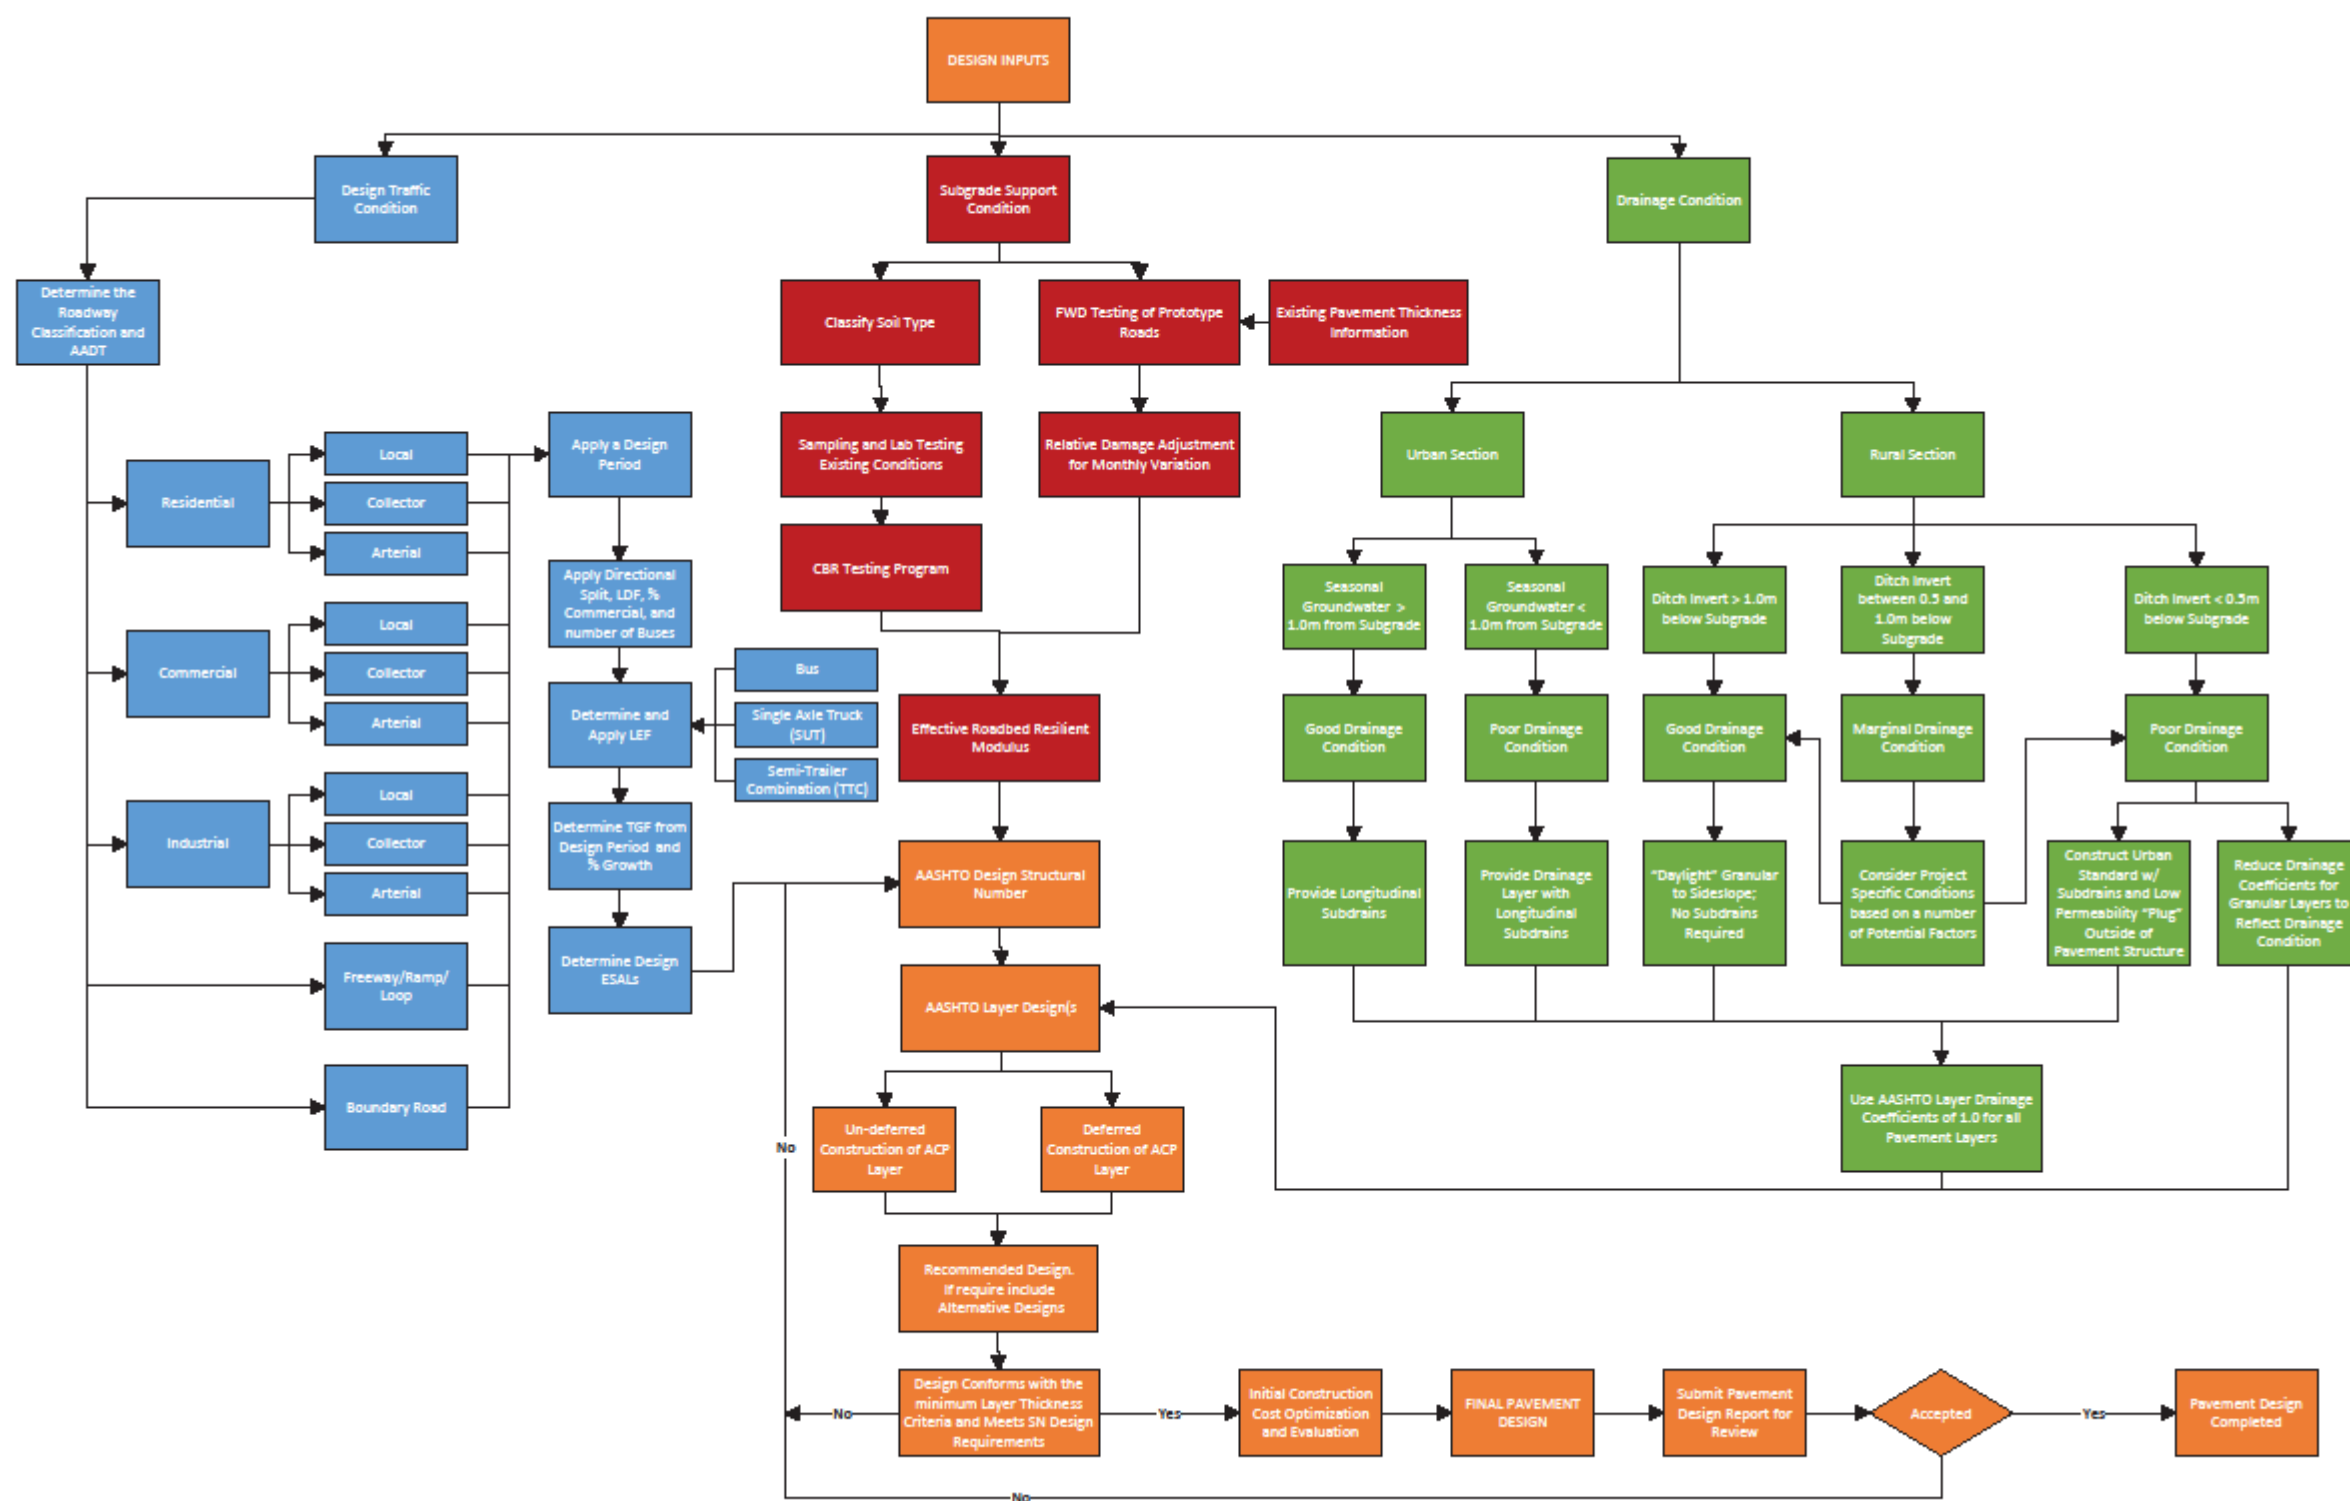 DESIGN INPUTS
Design Traffic
Condition
Subgrade Support
Condition
Drainage Condition
Determine the
Roadway
Classification and
AADT
Classify Soil Type
FWD Testing of Prototype
Roads
Existing Pavement Thickness
Information
Residential
Local
Collector
Arterial
Commercial
Local
Collector
Arterial
Industrial
Local
Collector
Arterial
Freeway/Ramp/
Loop
Boundary Road
Apply a Design
Period
Apply Directional
Split, LDF, %
Commercial, and
number of Buses
Determine and
Apply LEF
Bus
Single Axle Truck
(SUT)
Semi-Trailer
Combination (TTC)
Determine TGF from
Design Period and
% Growth
Determine Design
ESALs
Sampling and Lab Testing
Existing Conditions
Relative Damage Adjustment
for Monthly Variation
CBR Testing Program
Effective Roadbed Resilient
Modulus
AASHTO Design Structural
Number
AASHTO Layer Design(s
Un-deferred
Construction of ACP
Layer
Deferred
Construction of ACP
Layer
Recommended Design.
If require include
Alternative Designs
Urban Section
Rural Section
Seasonal
Groundwater >
1.0m from Subgrade
Seasonal
Groundwater <
1.0m from Subgrade
Ditch Invert > 1.0m
below Subgrade
Ditch Invert
between 0.5 and
1.0m below
Subgrade
Ditch Invert < 0.5m
below Subgrade
Good Drainage
Condition
Poor Drainage
Condition
Good Drainage
Condition
Marginal Drainage
Condition
Poor Drainage
Condition
Provide Longitudinal
Subdrains
Provide Drainage
Layer with
Longitudinal
Subdrains
“Daylight” Granular
to Sideslope;
No Subdrains
Required
Consider Project
Specific Conditions
based on a number
of Potential Factors
Construct Urban
Standard w/
Subdrains and Low
Permeability “Plug”
Outside of
Pavement Structure
Reduce Drainage
Coefficients for
Granular Layers to
Reflect Drainage
Condition
Use AASHTO Layer Drainage
Coefficients of 1.0 for all
Pavement Layers
No
Design Conforms with the
minimum Layer Thickness
Criteria and Meets SN Design
Requirements
No
Yes
Initial Construction
Cost Optimization
and Evaluation
FINAL PAVEMENT
DESIGN
Submit Pavement
Design Report for
Review
Accepted
Yes
Pavement Design
Completed
No